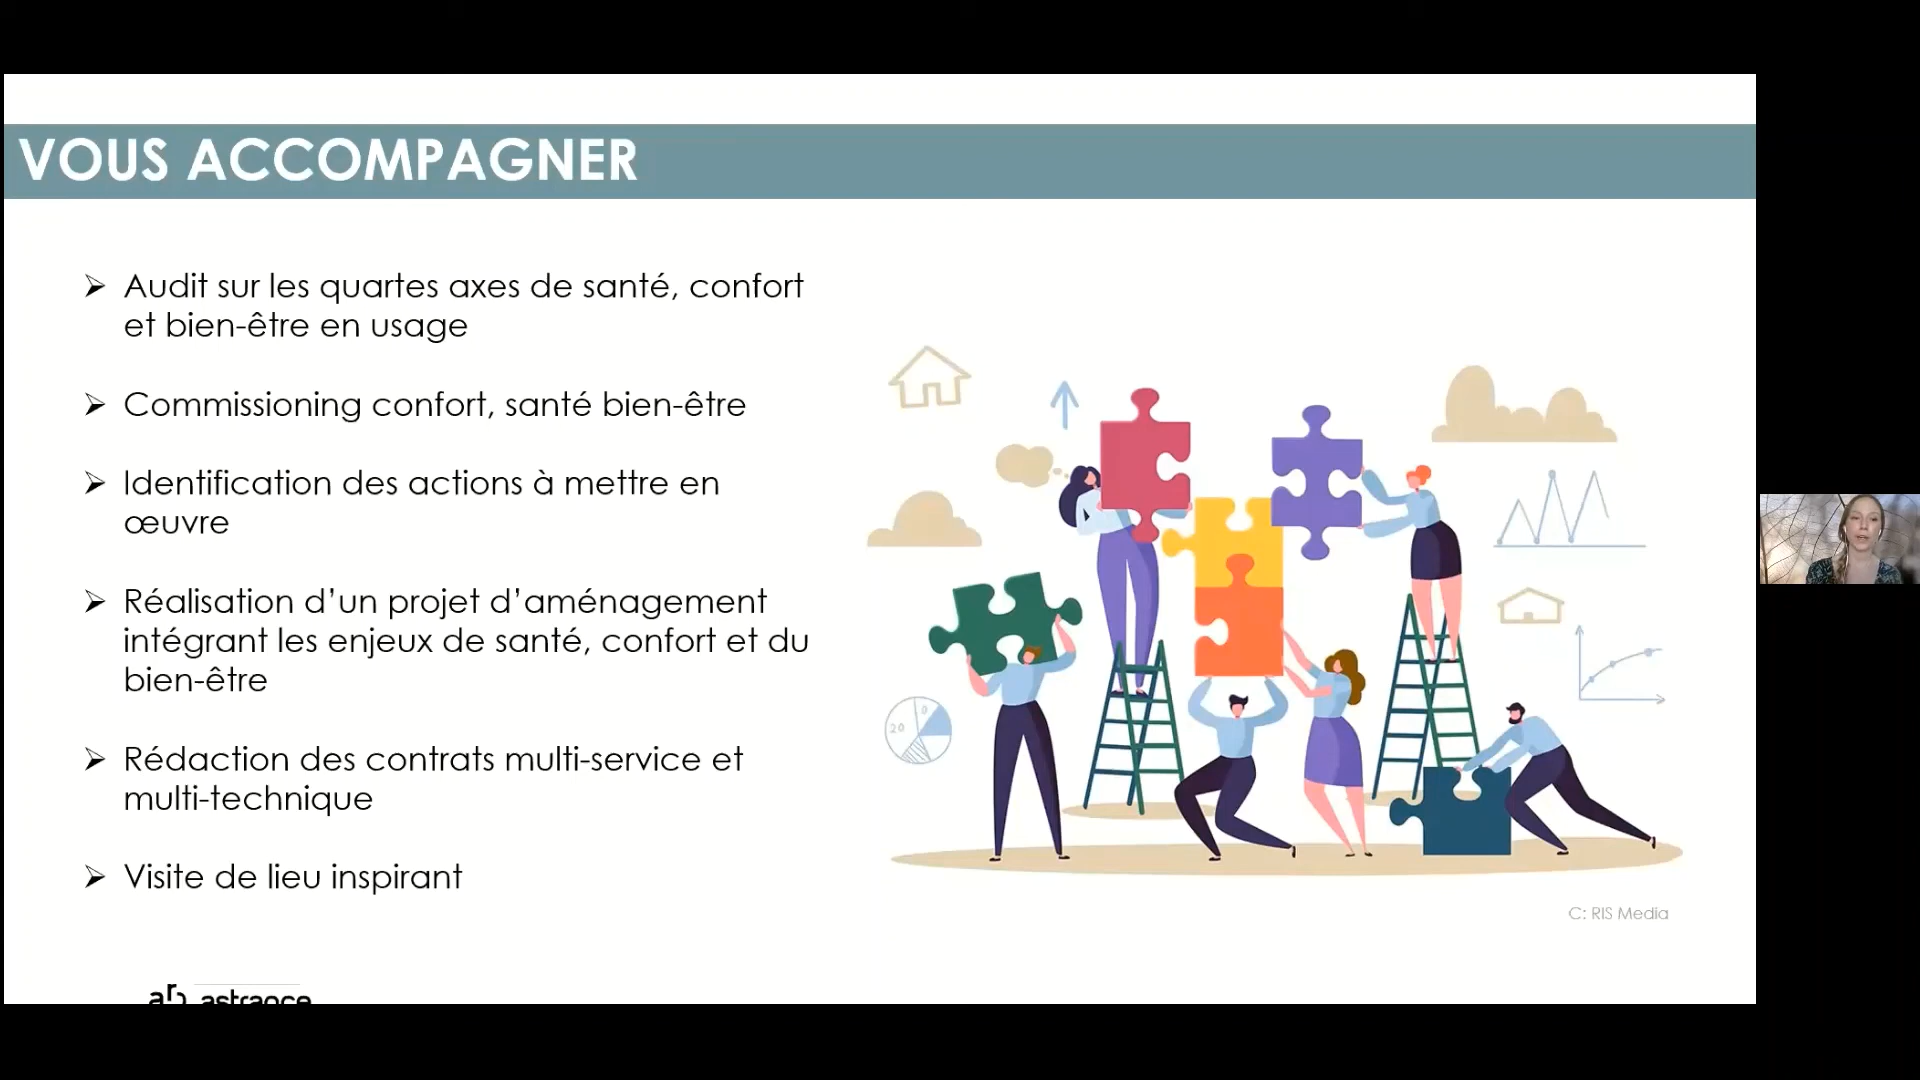 VOUS ACCOMPAGNER
➢ Audit sur les quartes axes de santé, confort
et bien-être en usage
➢ Commissioning confort, santé bien-être
➢ Identification des actions à mettre en
œuvre
➢ Réalisation d’un projet d’aménagement
intégrant les enjeux de santé, confort et du
bien-être
➢ Rédaction des contrats multi-service et
multi-technique
➢ Visite de lieu inspirant
20
C: RIS Media
astrance